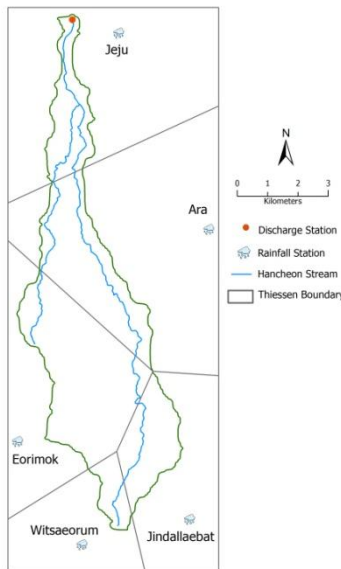 Jeju
Ara
Eorimok
Witsaeorum
Jindallaebat
N
0 1 2 3
Kilometers
Discharge Station
Rainfall Station
Hancheon Stream
Thiessen Boundary